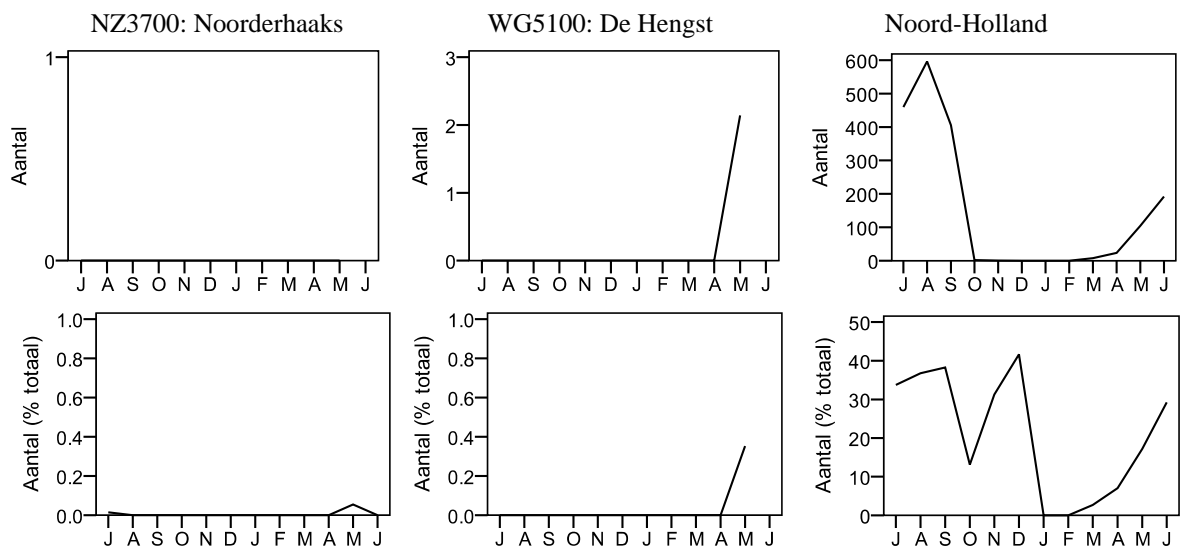 NZ3700: Noorderhaaks
WG5100: De Hengst
Noord-Holland
Aantal
1
0
J A S O N D J F M A M J
Aantal
3
2
1
0
J A S O N D J F M A M J
Aantal
600
500
400
300
200
100
0
J A S O N D J F M A M J
Aantal (% totaal)
1.0
0.8
0.6
0.4
0.2
0.0
J A S O N D J F M A M J
Aantal (% totaal)
1.0
0.8
0.6
0.4
0.2
0.0
J A S O N D J F M A M J
Aantal (% totaal)
50
40
30
20
10
0
J A S O N D J F M A M J